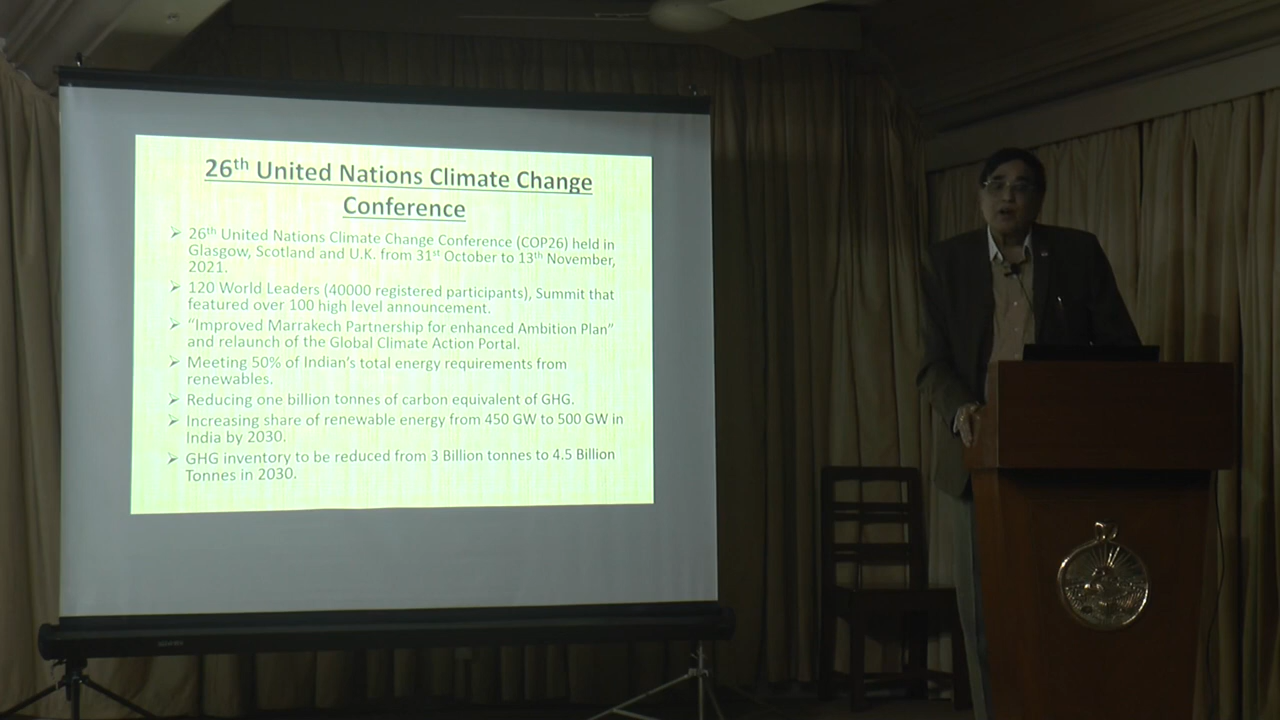 26th United Nations Climate Change
Conference
➢ 26th United Nations Climate Change Conference (COP26) held in
Glasgow, Scotland and U.K. from 31st October to 13th November,
2021.
➢ 120 World Leaders (40000 registered participants), Summit that
featured over 100 high level announcement.
➢ “Improved Marrakech Partnership for enhanced Ambition Plan”
and relaunch of the Global Climate Action Portal.
➢ Meeting 50% of Indian’s total energy requirements from
renewables.
➢ Reducing one billion tonnes of carbon equivalent of GHG.
➢ Increasing share of renewable energy from 450 GW to 500 GW in
India by 2030.
➢ GHG inventory to be reduced from 3 Billion tonnes to 4.5 Billion
Tonnes in 2030.